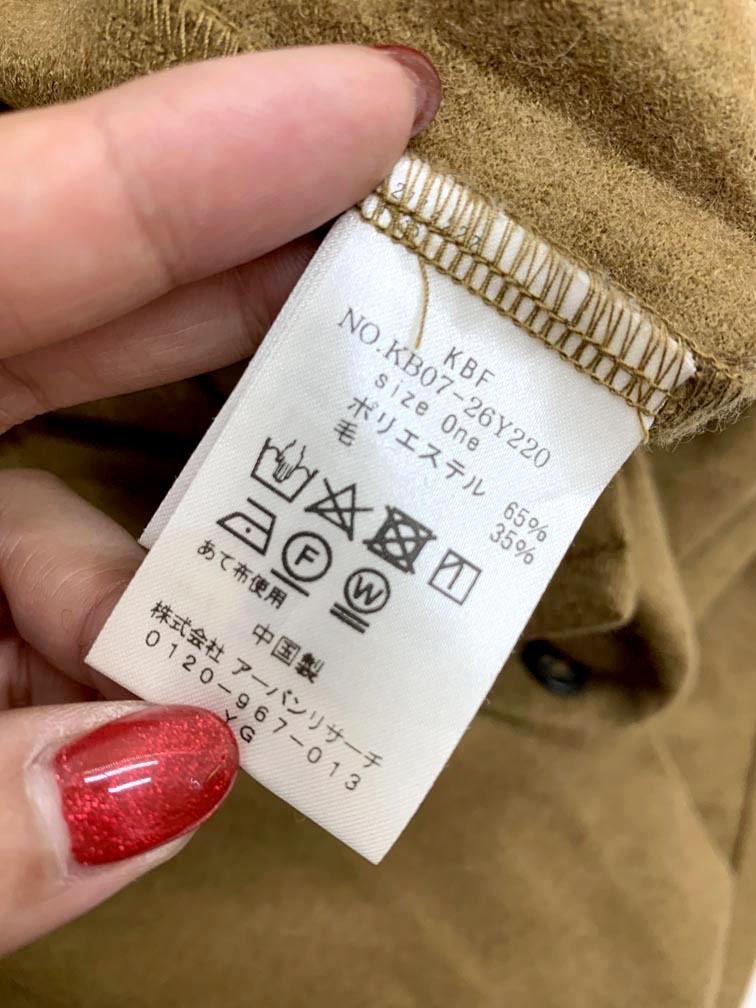 KBF
NO.KB07-26Y220
size One
ポリエステル 65%
毛 35%
F W
あて布使用
中国製
株式会社 アーバンリサーチ
0120-967-013
YG